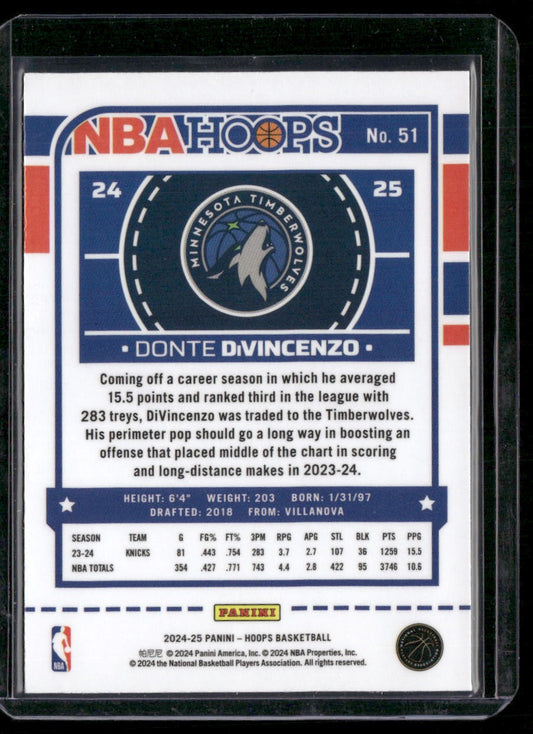 NBA HOOPS No. 51
24 25
MINNESOTA TIMBERWOLVES
• DONTE DiVINCENZO •
Coming off a career season in which he averaged
15.5 points and ranked third in the league with
283 treys, DiVincenzo was traded to the Timberwolves.
His perimeter pop should go a long way in boosting an
offense that placed middle of the chart in scoring
and long-distance makes in 2023-24.
HEIGHT: 6'4" WEIGHT: 203 BORN: 1/31/97
DRAFTED: 2018 FROM: VILLANOVA
SEASON TEAM G FG% FT% 3PM RPG APG STL BLK PTS PPG
23-24 KNICKS 81 .443 .754 283 3.7 2.7 107 36 1259 15.5
NBA TOTALS 354 .427 .771 743 4.4 2.8 422 95 3746 10.6
PANINI
2024-25 PANINI – HOOPS BASKETBALL
帕尼尼 © 2024 Panini America, Inc. © 2024 NBA Properties, Inc.
© 2024 the National Basketball Players Association. All rights reserved.
NBA